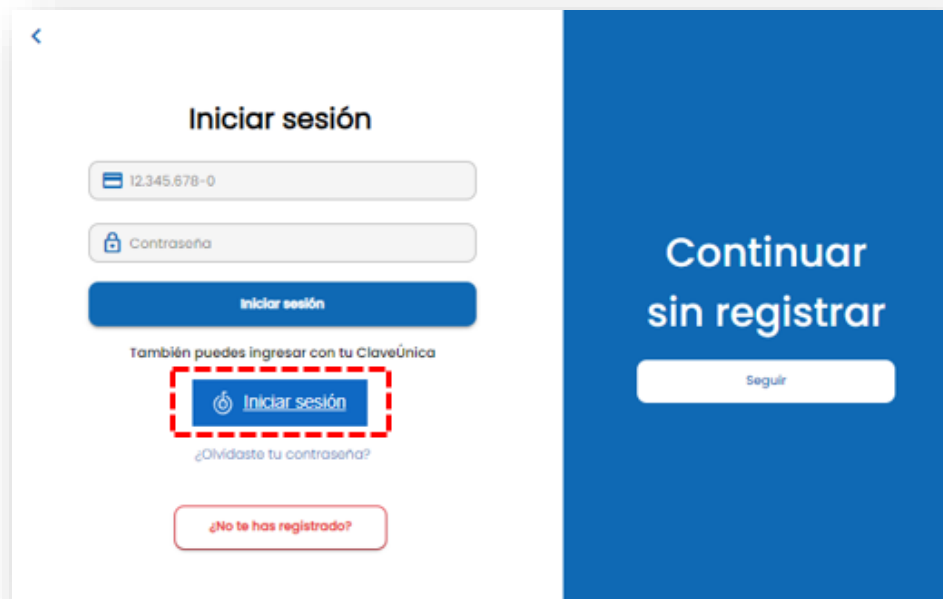 Iniciar sesión
12.345.678-0
Contraseña
Iniciar sesión
También puedes ingresar con tu ClaveÚnica
Iniciar sesión
¿Olvidaste tu contraseña?
¿No te has registrado?
Continuar
sin registrar
Seguir